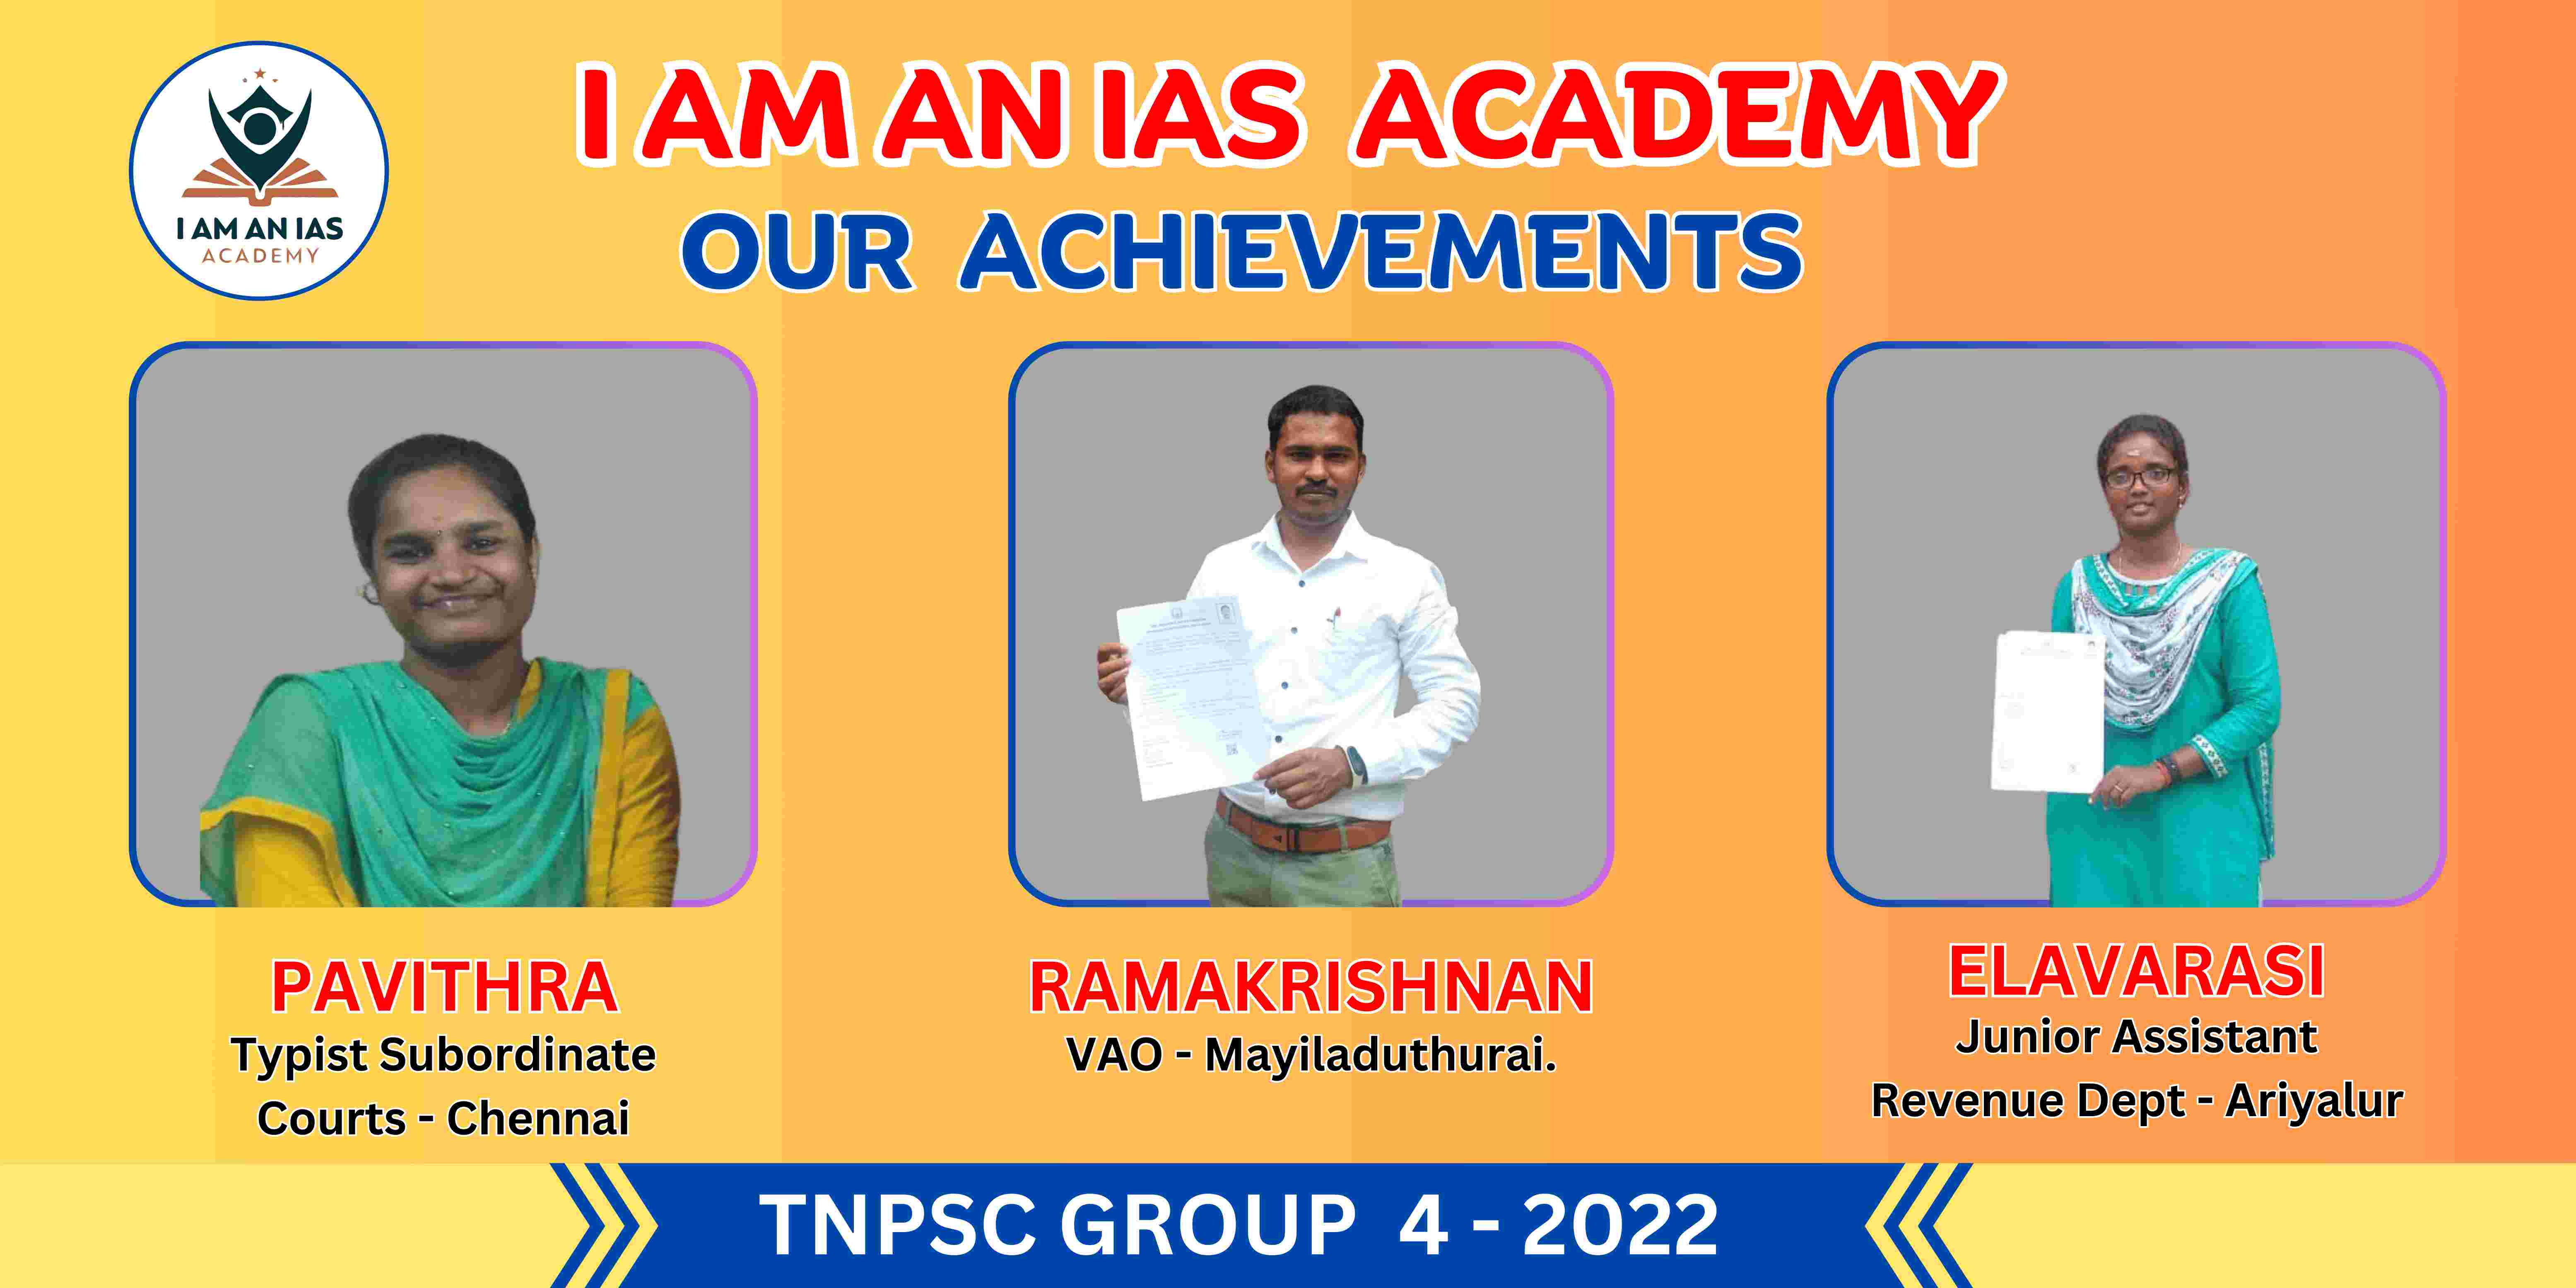 I AM AN IAS ACADEMY
OUR ACHIEVEMENTS
I AM AN IAS
ACADEMY
PAVITHRA
Typist Subordinate
Courts - Chennai
RAMAKRISHNAN
VAO - Mayiladuthurai.
ELAVARASI
Junior Assistant
Revenue Dept - Ariyalur
TNPSC GROUP 4 - 2022